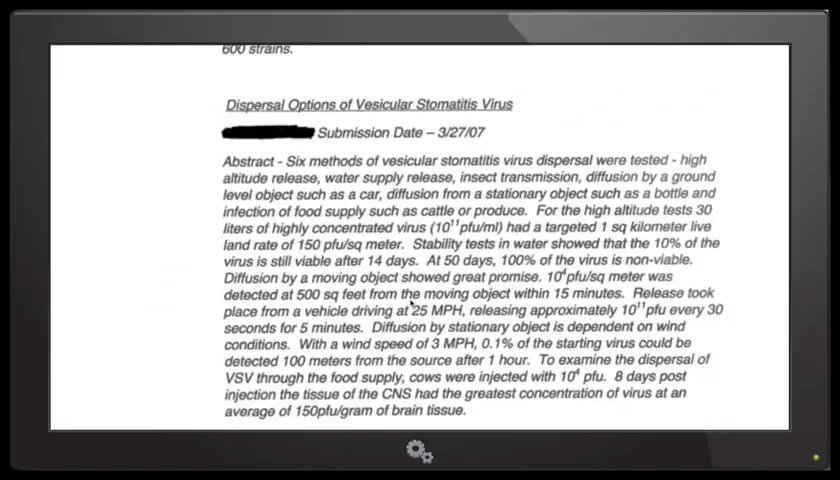 600 strains.
Dispersal Options of Vesicular Stomatitis Virus
Submission Date – 3/27/07
Abstract - Six methods of vesicular stomatitis virus dispersal were tested - high
altitude release, water supply release, insect transmission, diffusion by a ground
level object such as a car, diffusion from a stationary object such as a bottle and
infection of food supply such as cattle or produce. For the high altitude tests 30
liters of highly concentrated virus (10¹¹pfu/ml) had a targeted 1 sq kilometer live
land rate of 150 pfu/sq meter. Stability tests in water showed that the 10% of the
virus is still viable after 14 days. At 50 days, 100% of the virus is non-viable.
Diffusion by a moving object showed great promise. 10⁴pfu/sq meter was
detected at 500 sq feet from the moving object within 15 minutes. Release took
place from a vehicle driving at 25 MPH, releasing approximately 10¹¹pfu every 30
seconds for 5 minutes. Diffusion by stationary object is dependent on wind
conditions. With a wind speed of 3 MPH, 0.1% of the starting virus could be
detected 100 meters from the source after 1 hour. To examine the dispersal of
VSV through the food supply, cows were injected with 10⁴ pfu. 8 days post
injection the tissue of the CNS had the greatest concentration of virus at an
average of 150pfu/gram of brain tissue.